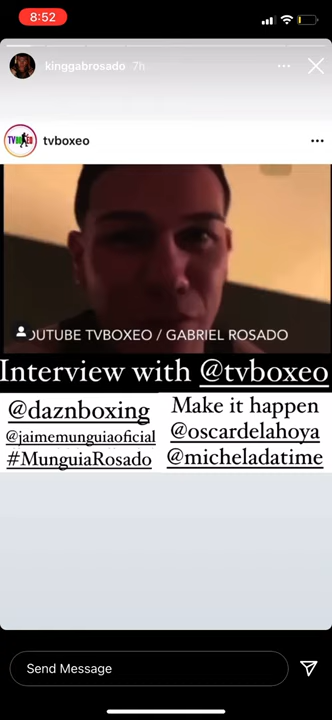 8:52
kinggabrosado 7h
tvboxeo
TVBOXEO
OUTUBE TVBOXEO / GABRIEL ROSADO
Interview with @tvboxeo
@daznboxing
@jaimemunguiaoficial
#MunguiaRosado
Make it happen
@oscardelahoya
@micheladatime
Send Message